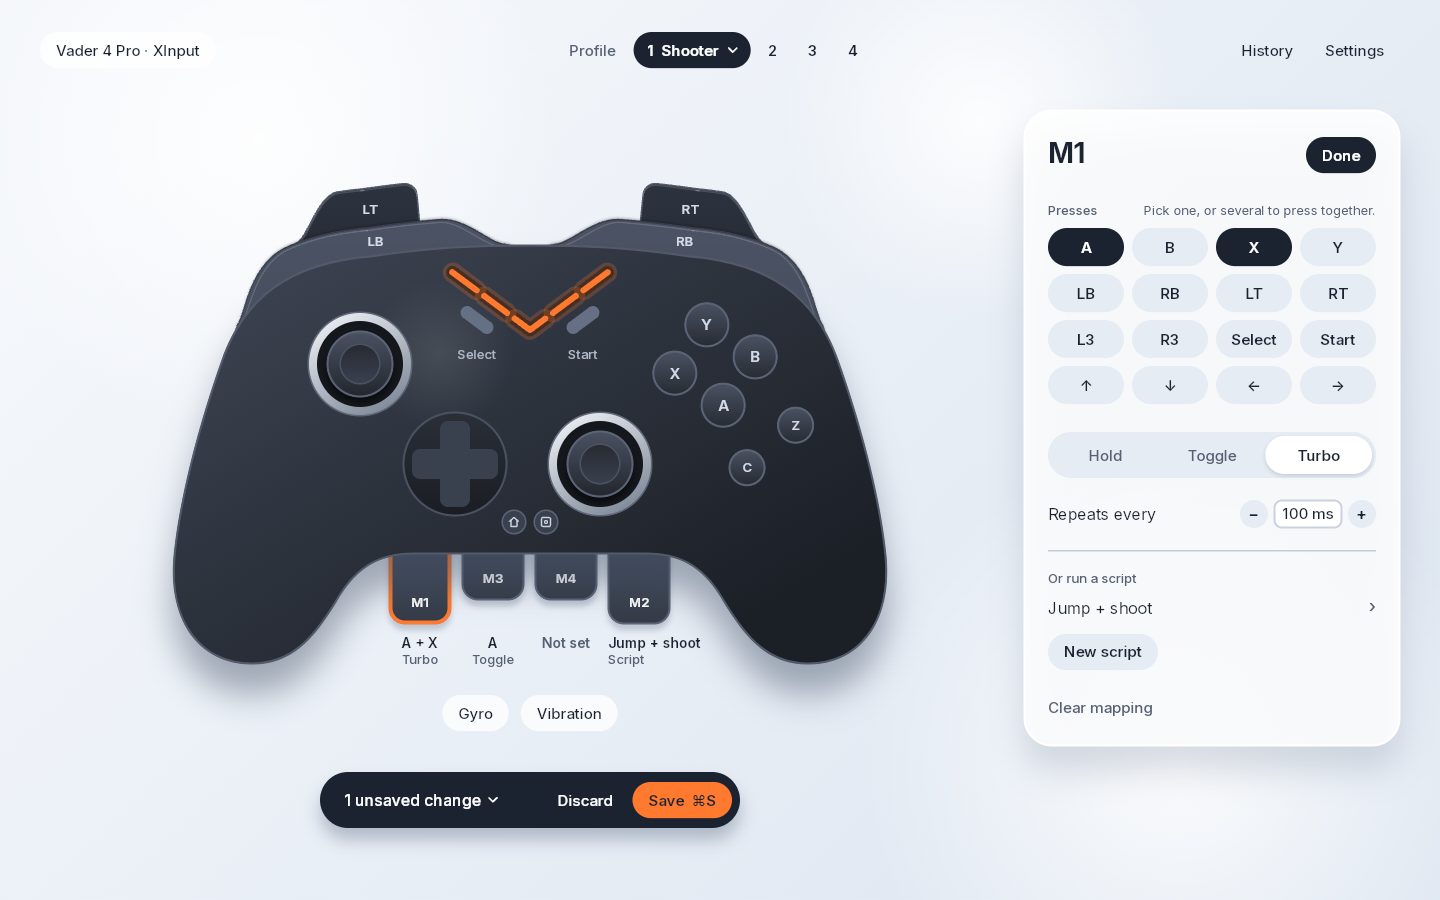 Vader 4 Pro · XInput
Profile
1 Shooter
2
3
4
History
Settings
LT
RT
LB
RB
Select
Start
Y
B
X
A
Z
C
M1
M3
M4
M2
A + X
Turbo
A
Toggle
Not set
Jump + shoot
Script
Gyro
Vibration
1 unsaved change
Discard
Save ⌘S
M1
Done
Presses
Pick one, or several to press together.
A
B
X
Y
LB
RB
LT
RT
L3
R3
Select
Start
↑
↓
←
→
Hold
Toggle
Turbo
Repeats every
−
100 ms
+
Or run a script
Jump + shoot
›
New script
Clear mapping